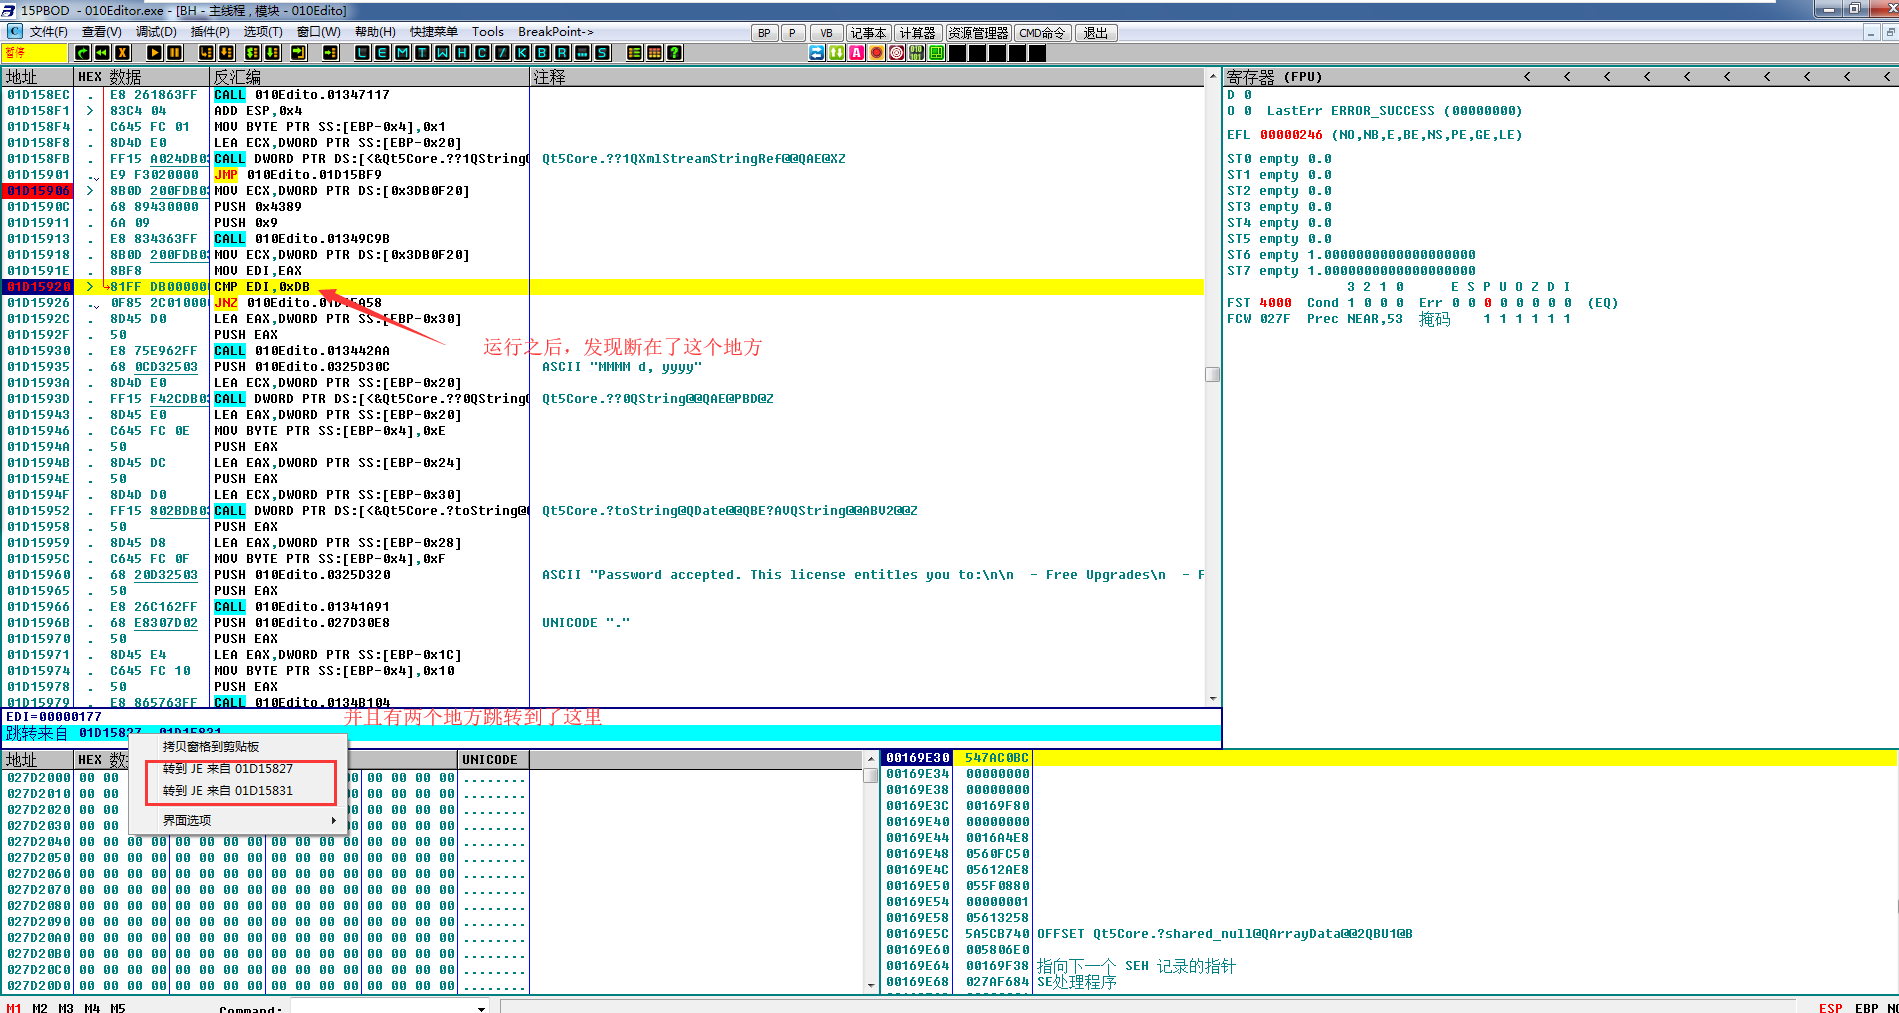 15PBOD - 010Editor.exe - [BH - 主线程, 模块 - 010Edito]
文件(F) 查看(V) 调试(D) 插件(P) 选项(T) 窗口(W) 帮助(H) 快捷菜单 Tools BreakPoint-> BP P VB 记事本 计算器 资源管理器 CMD命令 退出
暂停 L E M T W H C / K B R ... S ?
地址 HEX 数据 反汇编 注释
01D158EC . E8 261863FF CALL 010Edito.01347117
01D158F1 > 83C4 04 ADD ESP,0x4
01D158F4 . C645 FC 01 MOV BYTE PTR SS:[EBP-0x4],0x1
01D158F8 . 8D4D E0 LEA ECX,DWORD PTR SS:[EBP-0x20]
01D158FB . FF15 A024DB03 CALL DWORD PTR DS:[<&Qt5Core.??1QString@ Qt5Core.??1QXmlStreamStringRef@@QAE@XZ
01D15901 . E9 F3020000 JMP 010Edito.01D15BF9
01D15906 > 8B0D 200FDB03 MOV ECX,DWORD PTR DS:[0x3DB0F20]
01D1590C . 68 89430000 PUSH 0x4389
01D15911 . 6A 09 PUSH 0x9
01D15913 . E8 834363FF CALL 010Edito.01349C9B
01D15918 . 8B0D 200FDB03 MOV ECX,DWORD PTR DS:[0x3DB0F20]
01D1591E . 8BF8 MOV EDI,EAX
01D15920 > 81FF DB000000 CMP EDI,0xDB
01D15926 . 0F85 2C010000 JNZ 010Edito.01D15A58
01D1592C . 8D45 D0 LEA EAX,DWORD PTR SS:[EBP-0x30]
01D1592F . 50 PUSH EAX
01D15930 . E8 75E962FF CALL 010Edito.013442AA
运行之后，发现断在了这个地方
01D15935 . 68 0CD32503 PUSH 010Edito.0325D30C ASCII "MMMM d, yyyy"
01D1593A . 8D4D E0 LEA ECX,DWORD PTR SS:[EBP-0x20]
01D1593D . FF15 F42CDB03 CALL DWORD PTR DS:[<&Qt5Core.??0QString@ Qt5Core.??0QString@@QAE@PBD@Z
01D15943 . 8D45 E0 LEA EAX,DWORD PTR SS:[EBP-0x20]
01D15946 . C645 FC 0E MOV BYTE PTR SS:[EBP-0x4],0xE
01D1594A . 50 PUSH EAX
01D1594B . 8D45 DC LEA EAX,DWORD PTR SS:[EBP-0x24]
01D1594E . 50 PUSH EAX
01D1594F . 8D4D D0 LEA ECX,DWORD PTR SS:[EBP-0x30]
01D15952 . FF15 802BDB03 CALL DWORD PTR DS:[<&Qt5Core.?toString@Q Qt5Core.?toString@QDate@@QBE?AVQString@@ABV2@@Z
01D15958 . 50 PUSH EAX
01D15959 . 8D45 D8 LEA EAX,DWORD PTR SS:[EBP-0x28]
01D1595C . C645 FC 0F MOV BYTE PTR SS:[EBP-0x4],0xF
01D15960 . 68 20D32503 PUSH 010Edito.0325D320 ASCII "Password accepted. This license entitles you to:\n\n - Free Upgrades\n - F
01D15965 . 50 PUSH EAX
01D15966 . E8 26C162FF CALL 010Edito.01341A91
01D1596B . 68 E8307D02 PUSH 010Edito.027D30E8 UNICODE "."
01D15970 . 50 PUSH EAX
01D15971 . 8D45 E4 LEA EAX,DWORD PTR SS:[EBP-0x1C]
01D15974 . C645 FC 10 MOV BYTE PTR SS:[EBP-0x4],0x10
01D15978 . 50 PUSH EAX
01D15979 . E8 865763FF CALL 010Edito.0134B104
寄存器 (FPU) < < < < < < < < < <
D 0
O 0 LastErr ERROR_SUCCESS (00000000)
EFL 00000246 (NO,NB,E,BE,NS,PE,GE,LE)
ST0 empty 0.0
ST1 empty 0.0
ST2 empty 0.0
ST3 empty 0.0
ST4 empty 0.0
ST5 empty 0.0
ST6 empty 1.0000000000000000000
ST7 empty 1.0000000000000000000
3 2 1 0 E S P U O Z D I
FST 4000 Cond 1 0 0 0 Err 0 0 0 0 0 0 0 0 (EQ)
FCW 027F Prec NEAR,53 掩码 1 1 1 1 1 1
EDI=00000177
并且有两个地方跳转到了这里
跳转来自 01D15827, 01D15831
拷贝窗格到剪贴板
转到 JE 来自 01D15827
转到 JE 来自 01D15831
界面选项
地址 HEX 数 UNICODE
027D2000 00 00 00 00 00 00 ........
027D2010 00 00 00 00 00 00 ........
027D2020 00 00 00 00 00 00 ........
027D2030 00 00 00 00 00 00 ........
027D2040 00 00 00 00 00 00 00 00 00 00 00 00 00 00 00 00 ........
027D2050 00 00 00 00 00 00 00 00 00 00 00 00 00 00 00 00 ........
027D2060 00 00 00 00 00 00 00 00 00 00 00 00 00 00 00 00 ........
027D2070 00 00 00 00 00 00 00 00 00 00 00 00 00 00 00 00 ........
027D2080 00 00 00 00 00 00 00 00 00 00 00 00 00 00 00 00 ........
027D2090 00 00 00 00 00 00 00 00 00 00 00 00 00 00 00 00 ........
027D20A0 00 00 00 00 00 00 00 00 00 00 00 00 00 00 00 00 ........
027D20B0 00 00 00 00 00 00 00 00 00 00 00 00 00 00 00 00 ........
027D20C0 00 00 00 00 00 00 00 00 00 00 00 00 00 00 00 00 ........
027D20D0 00 00 00 00 00 00 00 00 00 00 00 00 00 00 00 00 ........
00169E30 547AC0BC
00169E34 00000000
00169E38 00000000
00169E3C 00169F80
00169E40 00000000
00169E44 0016A4E8
00169E48 0560FC50
00169E4C 05612AE8
00169E50 055F0880
00169E54 00000001
00169E58 05613258
00169E5C 5A5CB740 OFFSET Qt5Core.?shared_null@QArrayData@@2QBU1@B
00169E60 005806E0
00169E64 00169F38 指向下一个 SEH 记录的指针
00169E68 027AF684 SE处理程序
M1 M2 M3 M4 M5 Command: ESP EBP